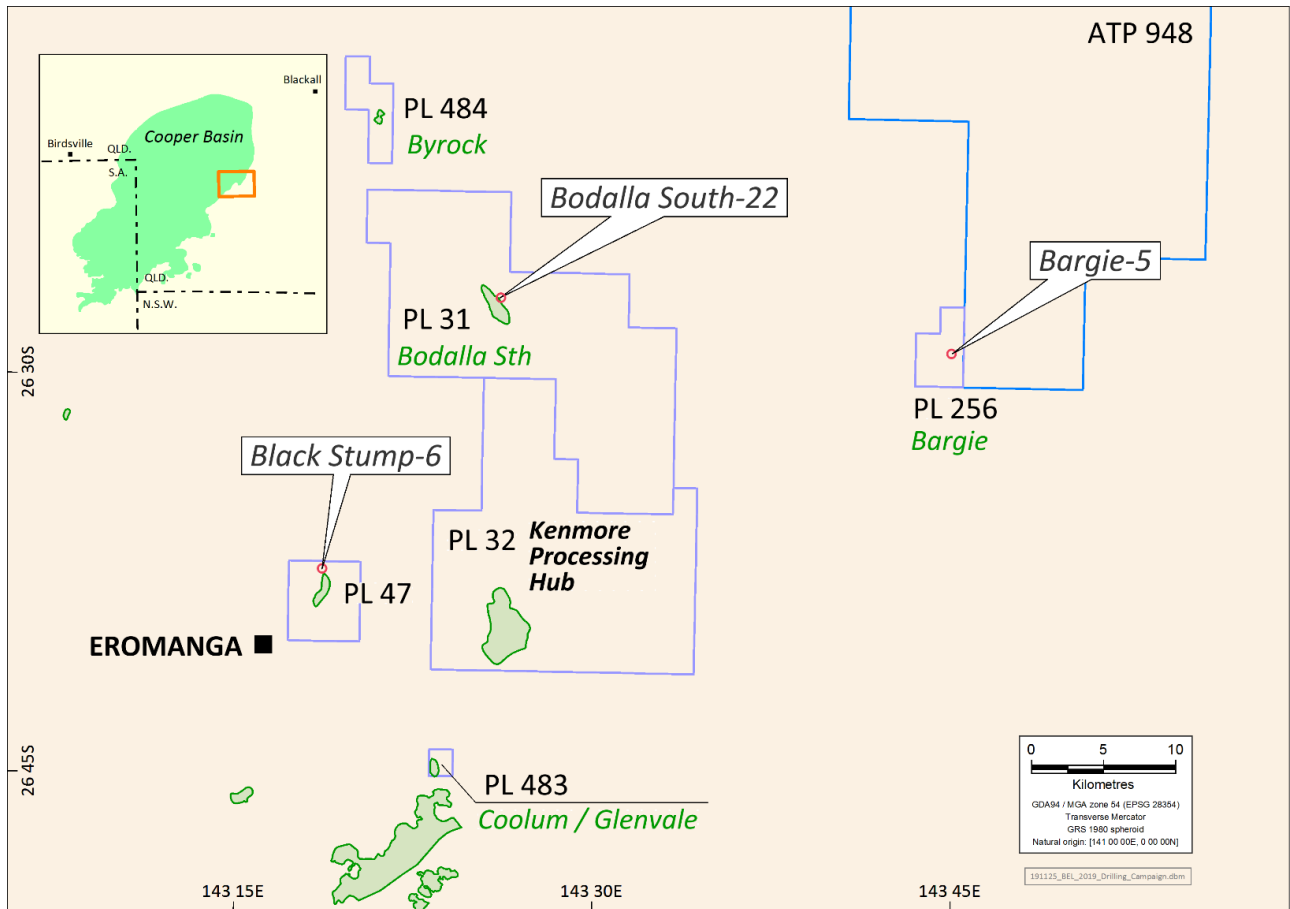 ATP 948
Blackall
Cooper Basin
Birdsville
QLD.
S.A.
QLD.
N.S.W.
PL 484
Byrock
Bodalla South-22
Bargie-5
PL 31
Bodalla Sth
26 30S
PL 256
Bargie
Black Stump-6
PL 32
Kenmore
Processing
Hub
PL 47
EROMANGA
26 45S
PL 483
Coolum / Glenvale
0 5 10
Kilometres
GDA94 / MGA zone 54 (EPSG 28354)
Transverse Mercator
GRS 1980 spheroid
Natural origin: [141 00 00E, 0 00 00N]
191125_BEL_2019_Drilling_Campaign.dbm
143 15E
143 30E
143 45E